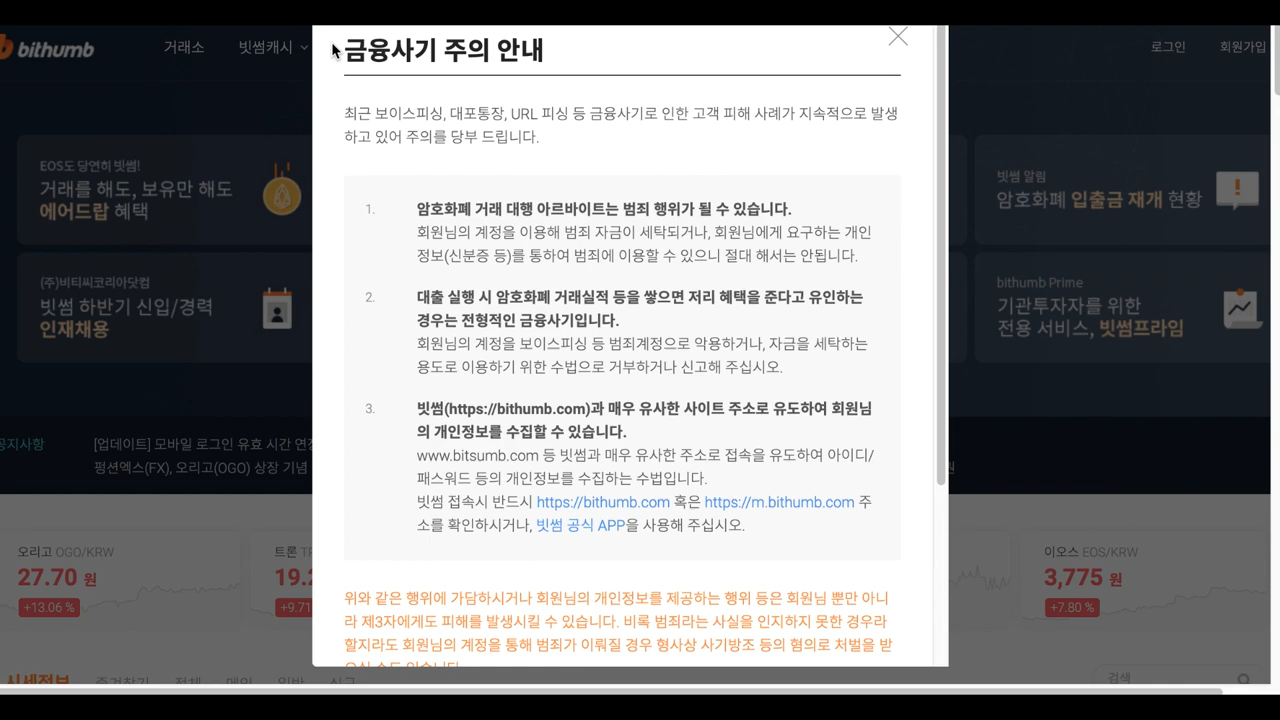 bithumb
거래소
빗썸캐시
로그인
회원가입
금융사기 주의 안내
최근 보이스피싱, 대포통장, URL 피싱 등 금융사기로 인한 고객 피해 사례가 지속적으로 발생
하고 있어 주의를 당부 드립니다.
1. 암호화폐 거래 대행 아르바이트는 범죄 행위가 될 수 있습니다.
회원님의 계정을 이용해 범죄 자금이 세탁되거나, 회원님에게 요구하는 개인
정보(신분증 등)를 통하여 범죄에 이용할 수 있으니 절대 해서는 안됩니다.
2. 대출 실행 시 암호화폐 거래실적 등을 쌓으면 저리 혜택을 준다고 유인하는
경우는 전형적인 금융사기입니다.
회원님의 계정을 보이스피싱 등 범죄계정으로 악용하거나, 자금을 세탁하는
용도로 이용하기 위한 수법으로 거부하거나 신고해 주십시오.
3. 빗썸(https://bithumb.com)과 매우 유사한 사이트 주소로 유도하여 회원님
의 개인정보를 수집할 수 있습니다.
www.bitsumb.com 등 빗썸과 매우 유사한 주소로 접속을 유도하여 아이디/
패스워드 등의 개인정보를 수집하는 수법입니다.
빗썸 접속시 반드시 https://bithumb.com 혹은 https://m.bithumb.com 주
소를 확인하시거나, 빗썸 공식 APP을 사용해 주십시오.
위와 같은 행위에 가담하시거나 회원님의 개인정보를 제공하는 행위 등은 회원님 뿐만 아니
라 제3자에게도 피해를 발생시킬 수 있습니다. 비록 범죄라는 사실을 인지하지 못한 경우라
할지라도 회원님의 계정을 통해 범죄가 이뤄질 경우 형사상 사기방조 등의 혐의로 처벌을 받
EOS도 당연히 빗썸!
거래를 해도, 보유만 해도
에어드랍 혜택
(주)비티씨코리아닷컴
빗썸 하반기 신입/경력
인재채용
빗썸 알림
암호화폐 입출금 재개 현황
bithumb Prime
기관투자자를 위한
전용 서비스, 빗썸프라임
공지사항
[업데이트] 모바일 로그인 유효 시간 연장
펑션엑스(FX), 오리고(OGO) 상장 기념
오리고 OGO/KRW
27.70 원
+13.06 %
트론
19.2
+9.71
이오스 EOS/KRW
3,775 원
+7.80 %
시세정보
즐겨찾기
전체
메인
일반
신규
검색